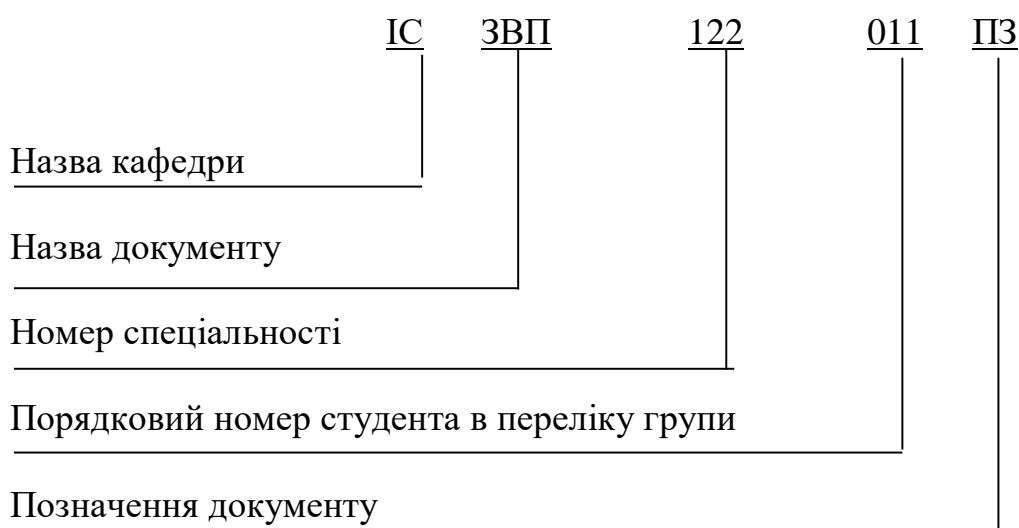 ІС ЗВП 122 011 ПЗ
Назва кафедри
Назва документу
Номер спеціальності
Порядковий номер студента в переліку групи
Позначення документу